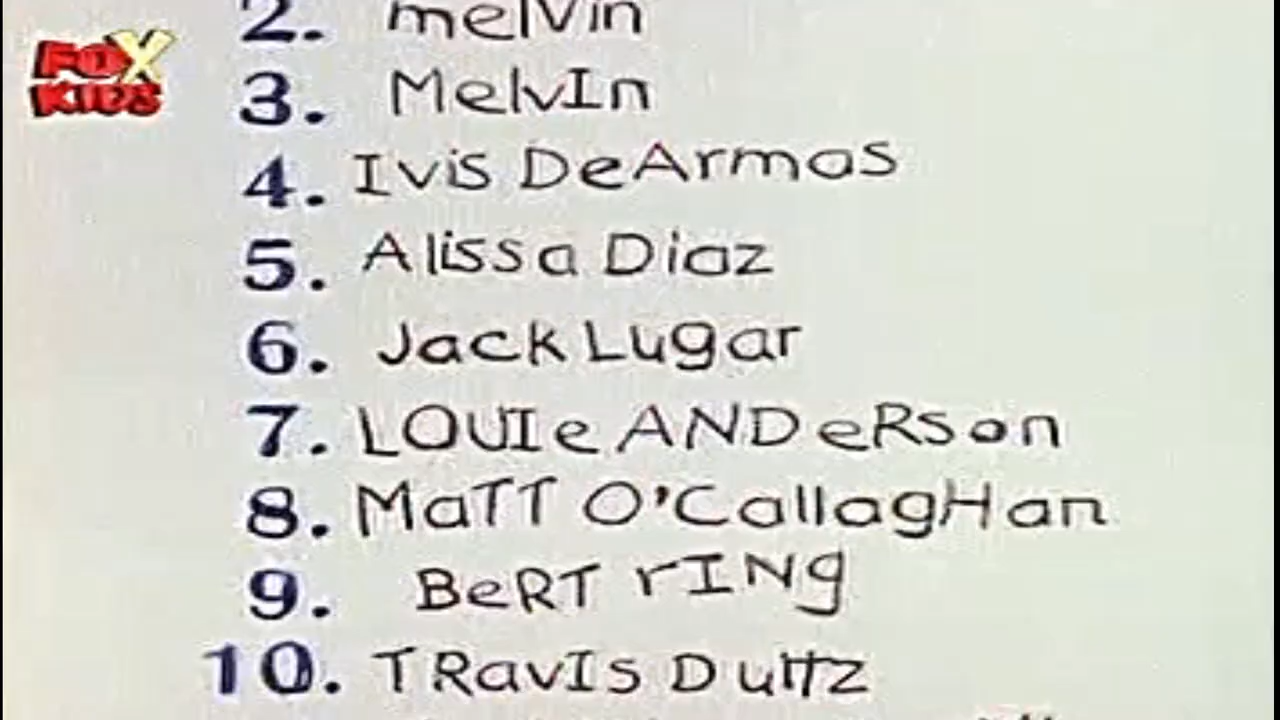 FOX
KIDS
2. melVin
3. MelvIn
4. Ivis DeArmas
5. Alissa Diaz
6. Jack Lugar
7. LOUIe ANDeRson
8. MaTT O'CallagHan
9. BeRT rINg
10. TRavIs Duttz